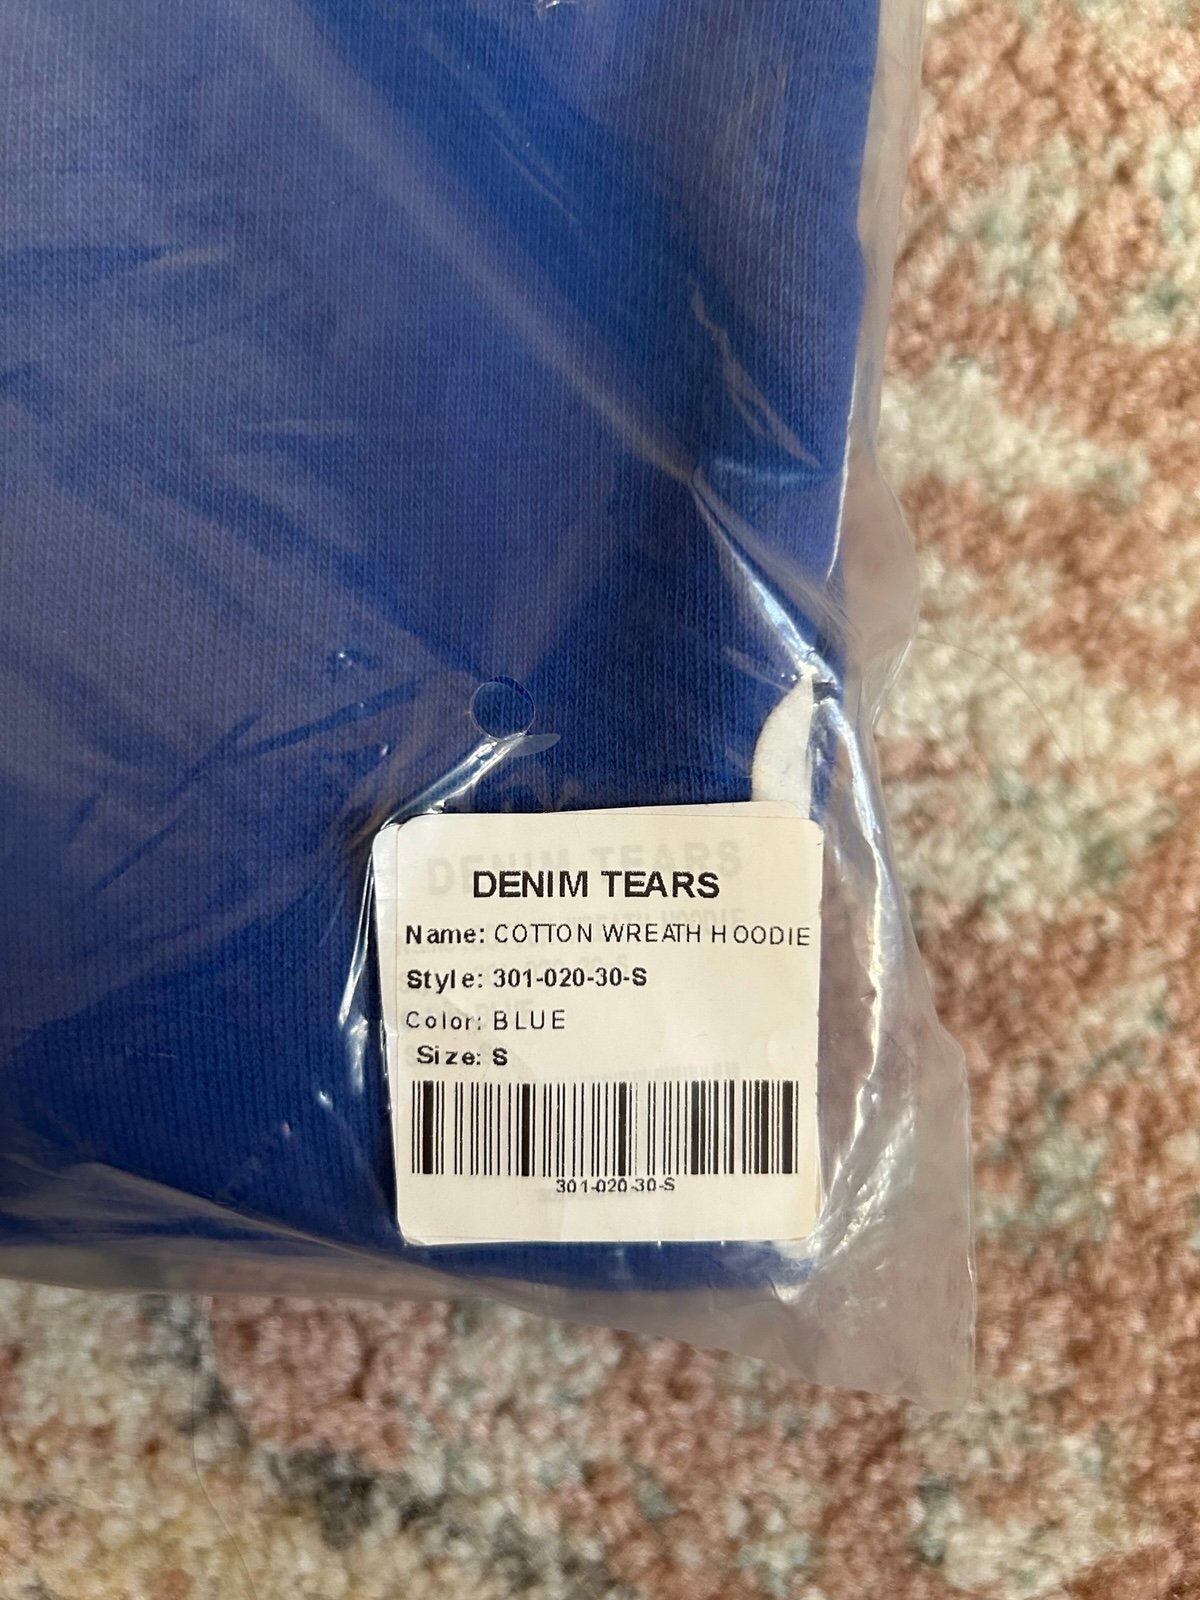 DENIM TEARS
Name: COTTON WREATH HOODIE
Style: 301-020-30-S
Color: BLUE
Size: S
301-020-30-S